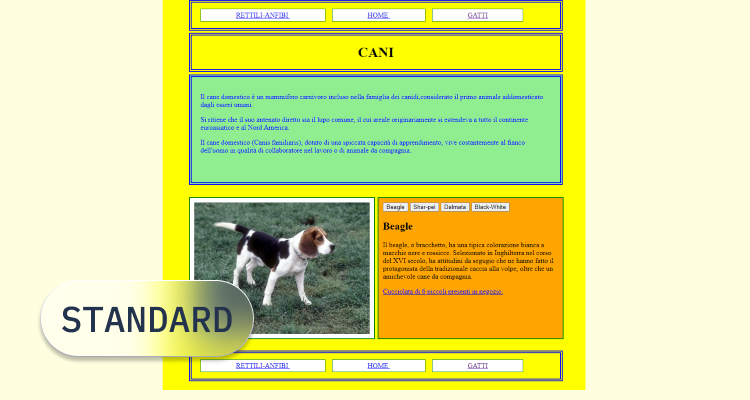 RETTILI-ANFIBI HOME GATTI
CANI
Il cane domestico è un mammifero carnivoro incluso nella famiglia dei canidi,considerato il primo animale addomesticato
dagli esseri umani.
Si ritiene che il suo antenato diretto sia il lupo comune, il cui areale originariamente si estendeva a tutto il continente
euroasiatico e al Nord America.
Il cane domestico (Canis familiaris), dotato di una spiccata capacità di apprendimento, vive costantemente al fianco
dell'uomo in qualità di collaboratore nel lavoro o di animale da compagnia.
Beagle Shar-pei Dalmata Black-White
Beagle
Il beagle, o bracchetto, ha una tipica colorazione bianca a
macchie nere e rossicce. Selezionato in Inghilterra nel corso
del XVI secolo, ha attitudini da segugio che ne hanno fatto il
protagonista della tradizionale caccia alla volpe, oltre che un
amichevole cane da compagnia.
Cucciolata di 6 piccoli presenti in negozio.
STANDARD
RETTILI-ANFIBI HOME GATTI